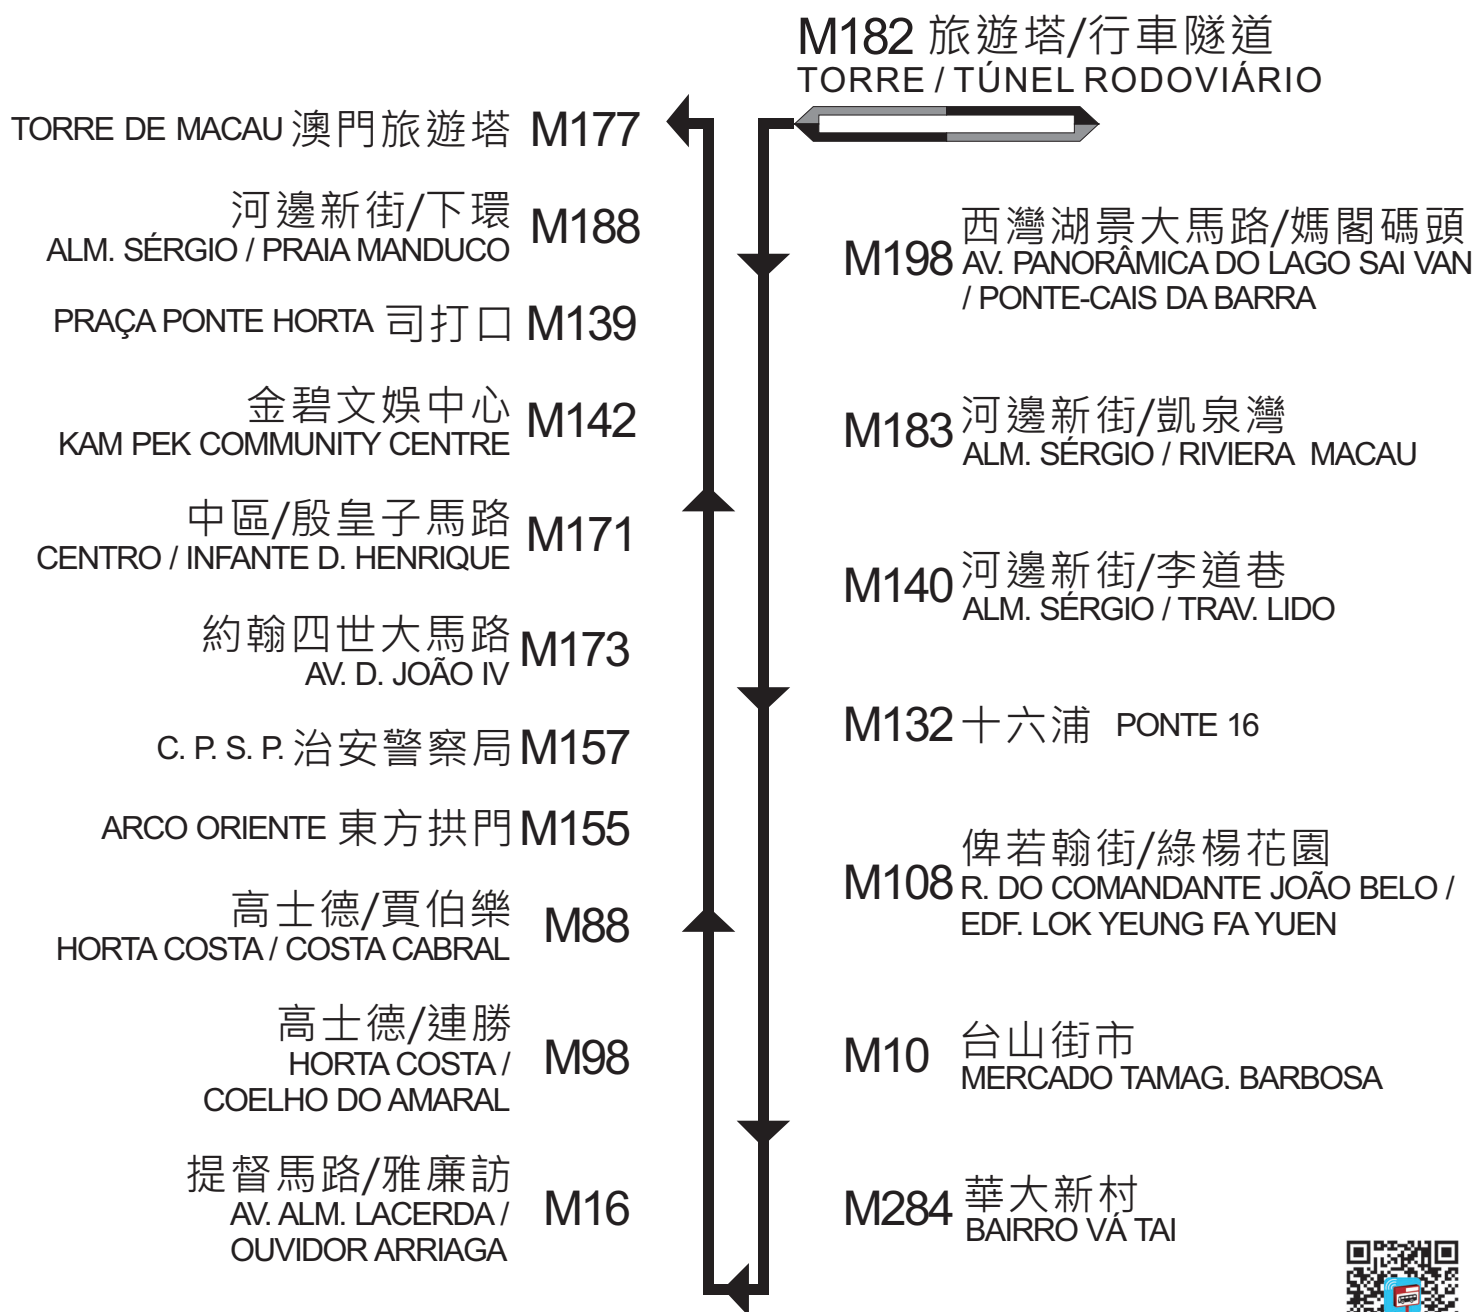 M182 旅遊塔/行車隧道
TORRE / TÚNEL RODOVIÁRIO
TORRE DE MACAU 澳門旅遊塔 M177
河邊新街/下環 M188
ALM. SÉRGIO / PRAIA MANDUCO
PRAÇA PONTE HORTA 司打口 M139
金碧文娛中心 M142
KAM PEK COMMUNITY CENTRE
中區/殷皇子馬路 M171
CENTRO / INFANTE D. HENRIQUE
約翰四世大馬路 M173
AV. D. JOÃO IV
C. P. S. P. 治安警察局 M157
ARCO ORIENTE 東方拱門 M155
高士德/賈伯樂 M88
HORTA COSTA / COSTA CABRAL
高士德/連勝
HORTA COSTA / M98
COELHO DO AMARAL
提督馬路/雅廉訪
AV. ALM. LACERDA / M16
OUVIDOR ARRIAGA
西灣湖景大馬路/媽閣碼頭
M198 AV. PANORÂMICA DO LAGO SAI VAN
/ PONTE-CAIS DA BARRA
M183 河邊新街/凱泉灣
ALM. SÉRGIO / RIVIERA MACAU
M140 河邊新街/李道巷
ALM. SÉRGIO / TRAV. LIDO
M132 十六浦 PONTE 16
俾若翰街/綠楊花園
M108 R. DO COMANDANTE JOÃO BELO /
EDF. LOK YEUNG FA YUEN
M10 台山街市
MERCADO TAMAG. BARBOSA
M284 華大新村
BAIRRO VÁ TAI